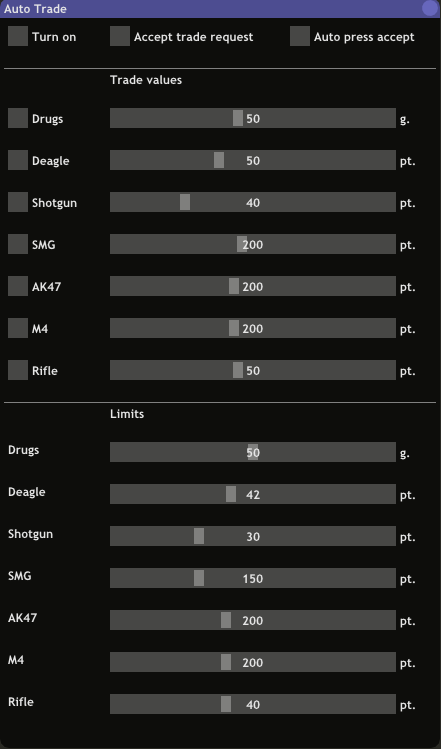 Auto Trade
Turn on Accept trade request Auto press accept
Trade values
Drugs 50 g.
Deagle 50 pt.
Shotgun 40 pt.
SMG 200 pt.
AK47 200 pt.
M4 200 pt.
Rifle 50 pt.
Limits
Drugs 50 g.
Deagle 42 pt.
Shotgun 30 pt.
SMG 150 pt.
AK47 200 pt.
M4 200 pt.
Rifle 40 pt.